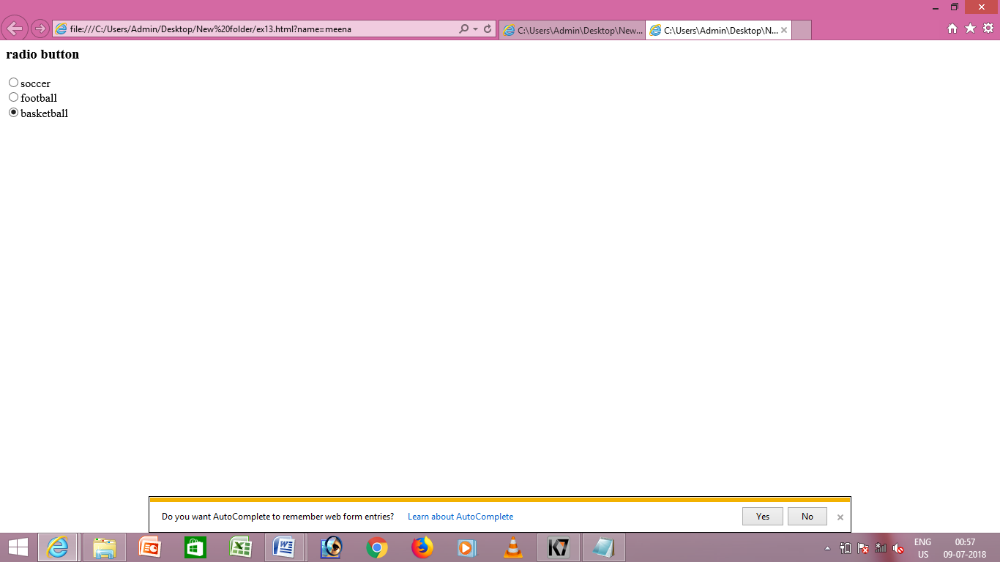 file:///C:/Users/Admin/Desktop/New%20folder/ex13.html?name=meena
C:\Users\Admin\Desktop\New...
C:\Users\Admin\Desktop\N...
radio button
soccer
football
basketball
Do you want AutoComplete to remember web form entries? Learn about AutoComplete Yes No
K7
ENG 00:57
US 09-07-2018